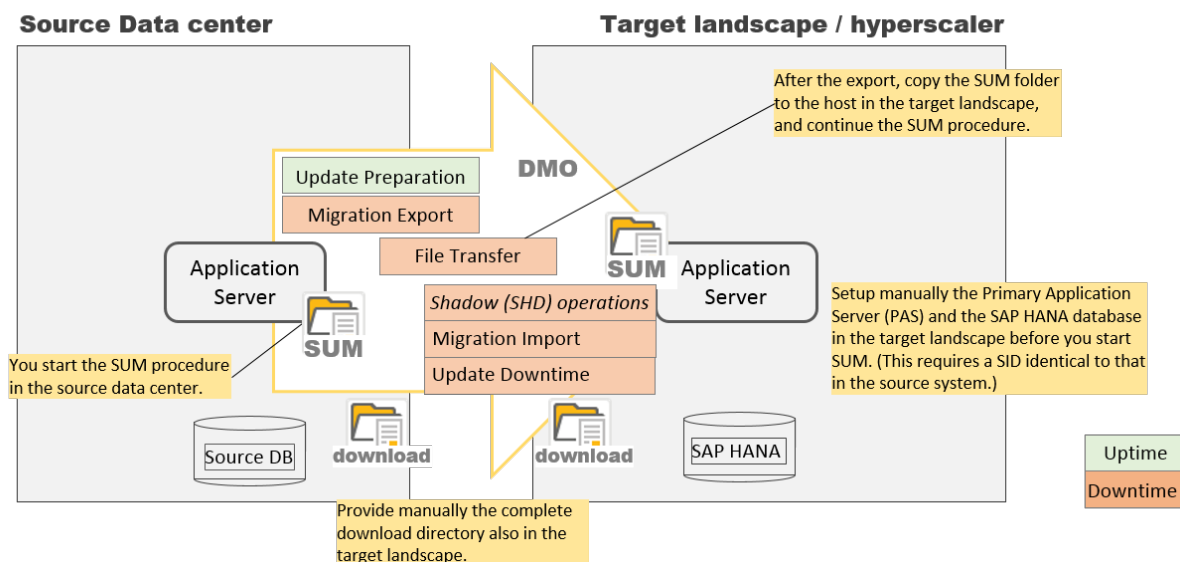 Source Data center
Target landscape / hyperscaler
After the export, copy the SUM folder
to the host in the target landscape,
and continue the SUM procedure.
DMO
Update Preparation
Migration Export
File Transfer
SUM
Application
Server
SUM
Application
Server
Shadow (SHD) operations
Migration Import
Update Downtime
Setup manually the Primary Application
Server (PAS) and the SAP HANA database
in the target landscape before you start
SUM. (This requires a SID identical to that
in the source system.)
You start the SUM procedure
in the source data center.
Source DB
download
download
SAP HANA
Uptime
Downtime
Provide manually the complete
download directory also in the
target landscape.